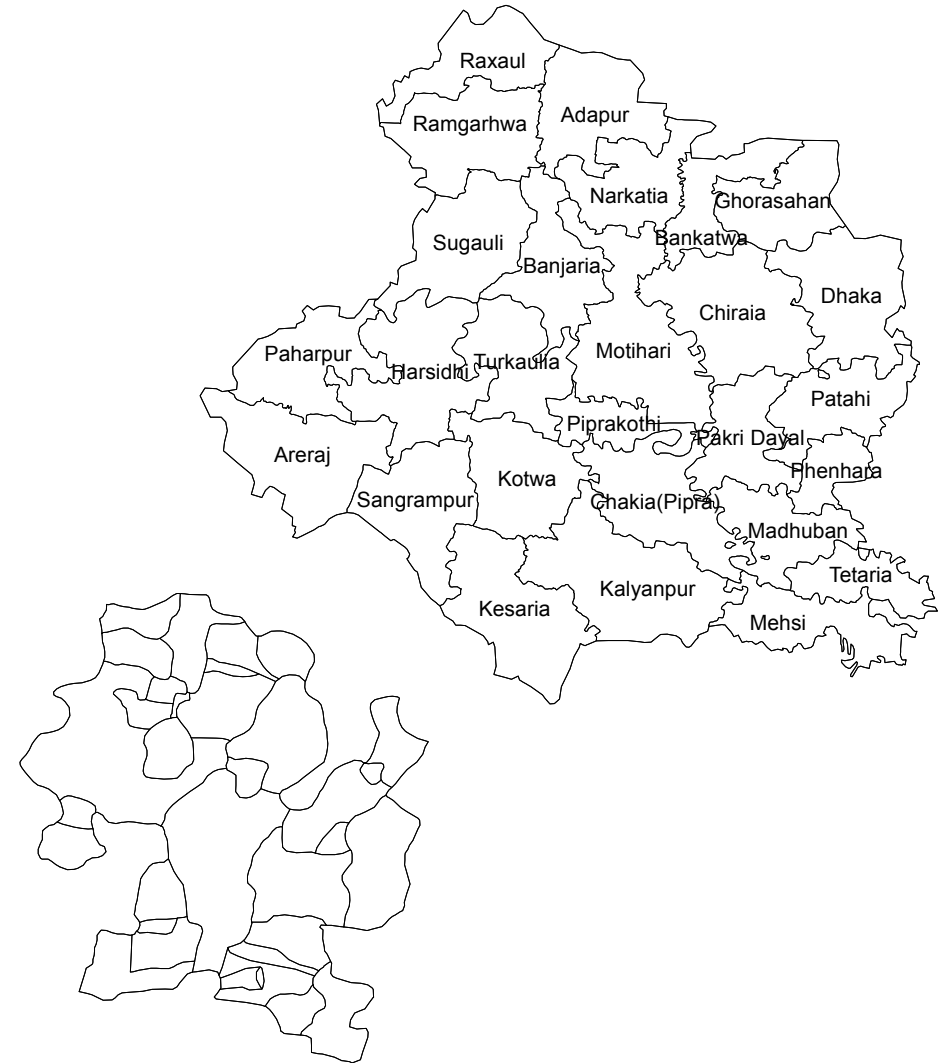 Raxaul
Adapur
Ramgarhwa
Narkatia
Ghorasahan
Bankatwa
Sugauli
Banjaria
Dhaka
Chiraia
Motihari
Paharpur
Turkaulia
Harsidhi
Patahi
Piprakothi
Pakri Dayal
Areraj
Phenhara
Kotwa
Sangrampur
Chakia(Pipra)
Madhuban
Tetaria
Kalyanpur
Kesaria
Mehsi